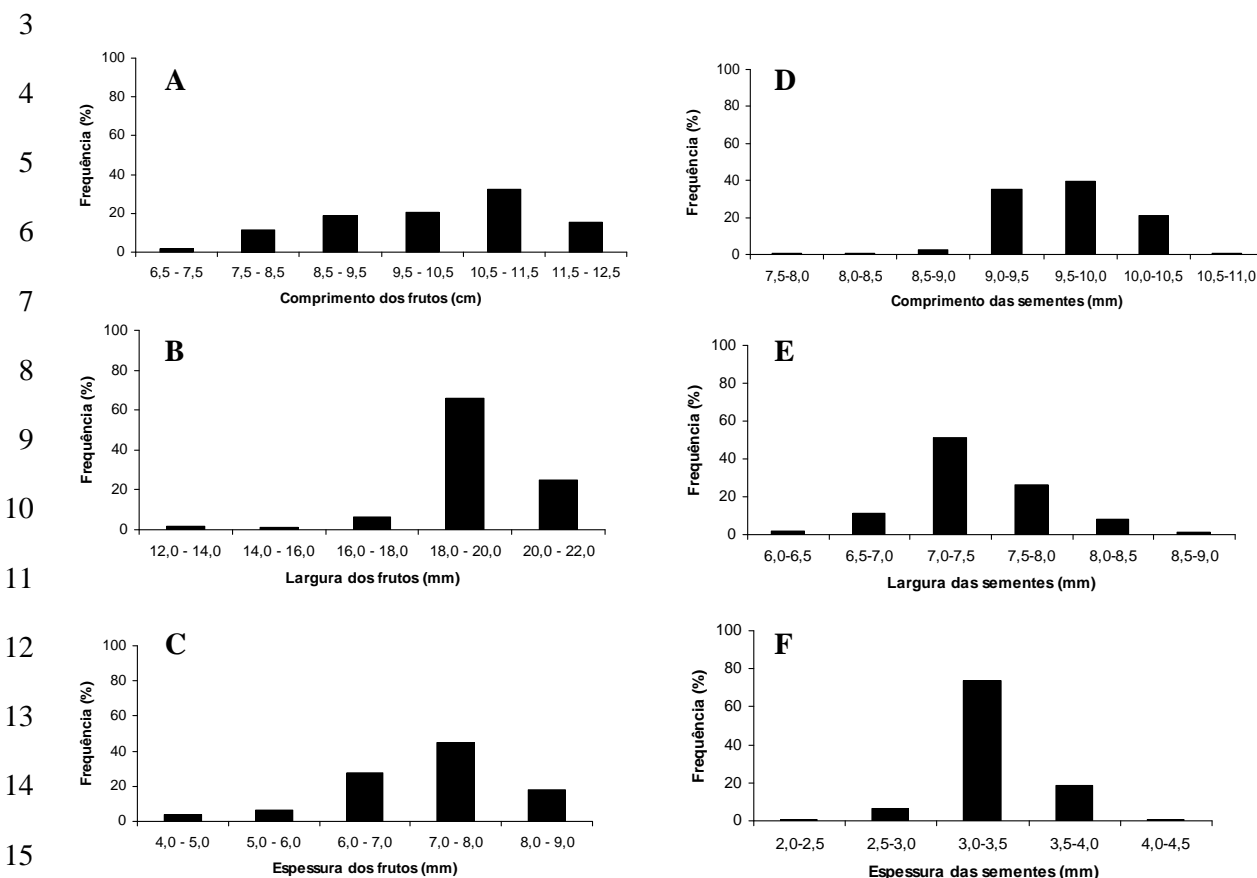 3
4
5
6
7
8
9
10
11
12
13
14
15
A
Frequência (%)
100
80
60
40
20
0
6,5 - 7,5 7,5 - 8,5 8,5 - 9,5 9,5 - 10,5 10,5 - 11,5 11,5 - 12,5
Comprimento dos frutos (cm)
B
Frequência (%)
100
80
60
40
20
0
12,0 - 14,0 14,0 - 16,0 16,0 - 18,0 18,0 - 20,0 20,0 - 22,0
Largura dos frutos (mm)
C
Frequência (%)
100
80
60
40
20
0
4,0 - 5,0 5,0 - 6,0 6,0 - 7,0 7,0 - 8,0 8,0 - 9,0
Espessura dos frutos (mm)
D
Frequência (%)
100
80
60
40
20
0
7,5-8,0 8,0-8,5 8,5-9,0 9,0-9,5 9,5-10,0 10,0-10,5 10,5-11,0
Comprimento das sementes (mm)
E
Frequência (%)
100
80
60
40
20
0
6,0-6,5 6,5-7,0 7,0-7,5 7,5-8,0 8,0-8,5 8,5-9,0
Largura das sementes (mm)
F
Frequência (%)
100
80
60
40
20
0
2,0-2,5 2,5-3,0 3,0-3,5 3,5-4,0 4,0-4,5
Espessura das sementes (mm)